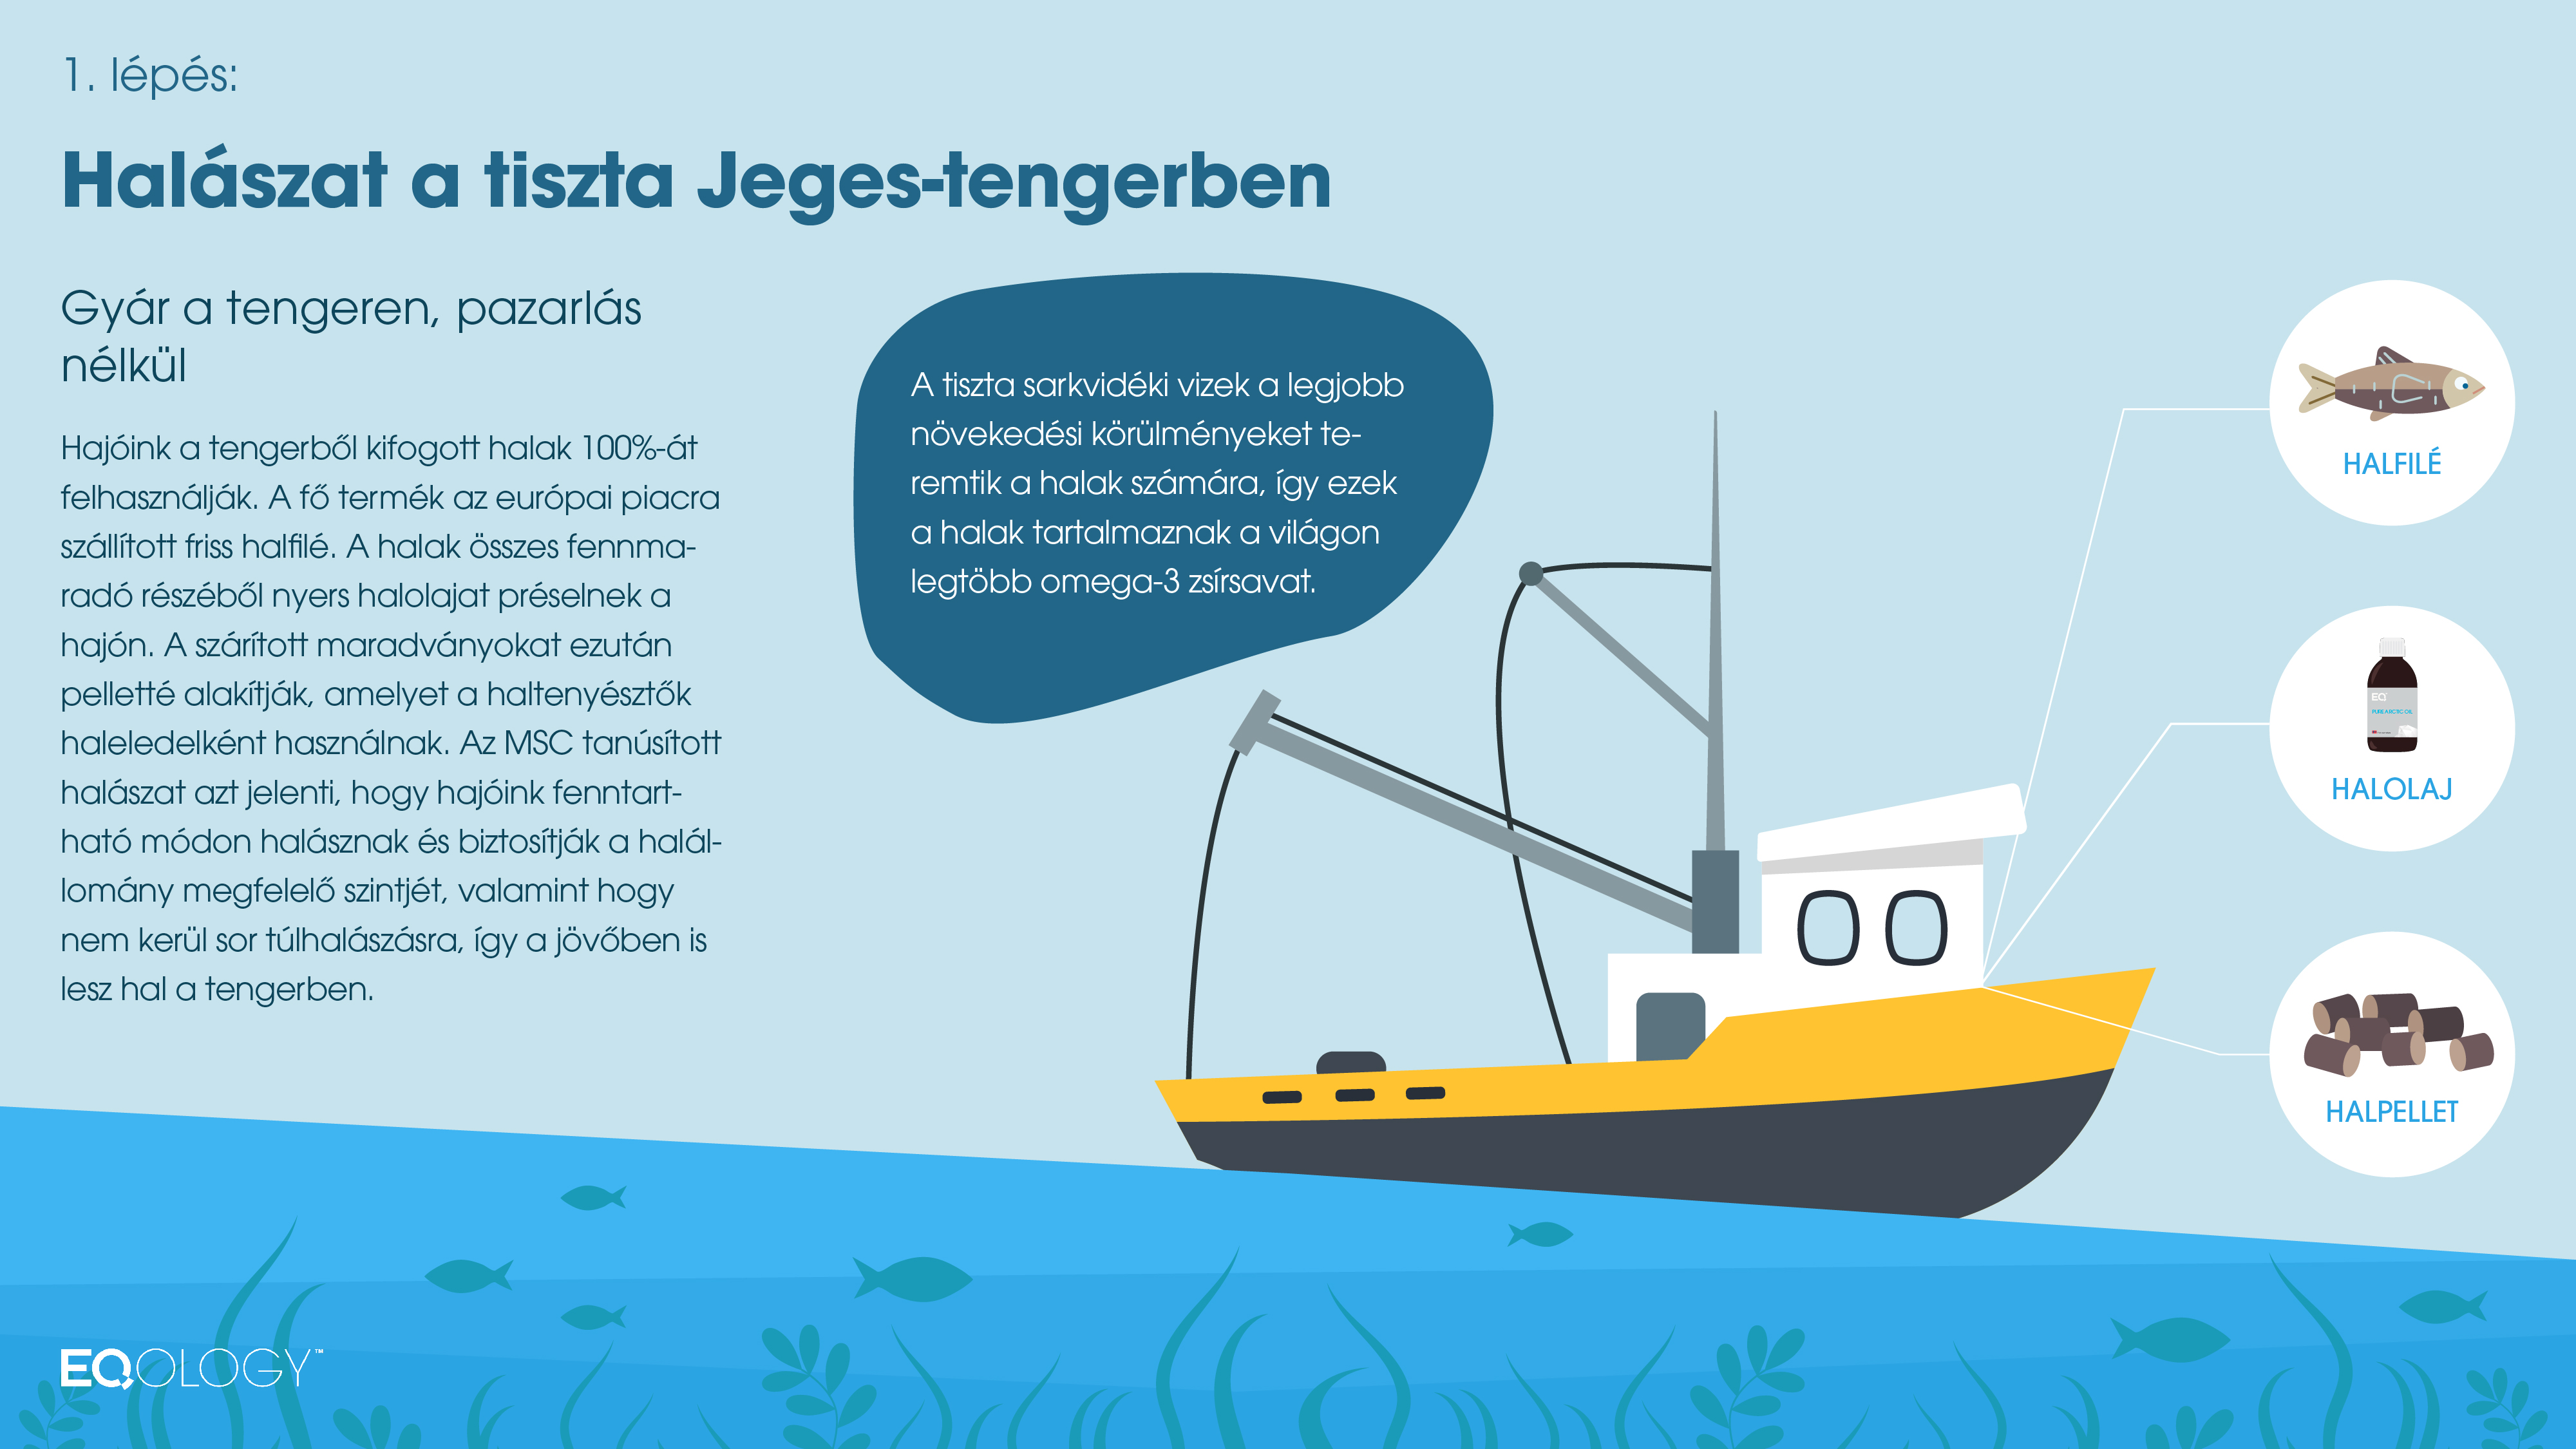 1. lépés:
Halászat a tiszta Jeges-tengerben
Gyár a tengeren, pazarlás
nélkül
Hajóink a tengerből kifogott halak 100%-át
felhasználják. A fő termék az európai piacra
szállított friss halfilé. A halak összes fennma-
radó részéből nyers halolajat préselnek a
hajón. A szárított maradványokat ezután
pelletté alakítják, amelyet a haltenyésztők
haleledelként használnak. Az MSC tanúsított
halászat azt jelenti, hogy hajóink fenntart-
ható módon halásznak és biztosítják a halál-
lomány megfelelő szintjét, valamint hogy
nem kerül sor túlhalászásra, így a jövőben is
lesz hal a tengerben.
A tiszta sarkvidéki vizek a legjobb
növekedési körülményeket te-
remtik a halak számára, így ezek
a halak tartalmaznak a világon
legtöbb omega-3 zsírsavat.
HALFILÉ
EQ
PURE ARCTIC OIL
HALOLAJ
HALPELLET
EQOLOGY™